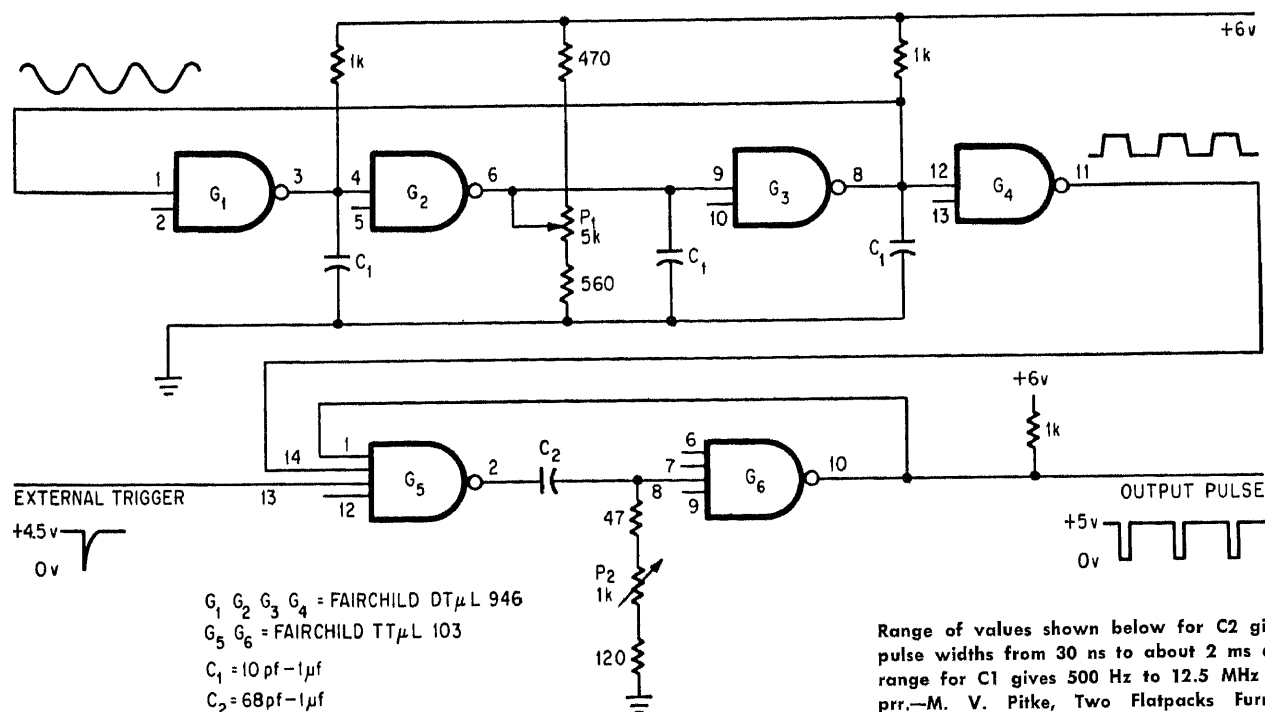 +6v
1k
470
1k
1
2
3
G1
4
5
6
G2
P1
5k
9
10
8
G3
12
13
11
G4
C1
C1
C1
560
+6v
1k
1
14
13
12
2
G5
C2
6
7
8
9
10
G6
EXTERNAL TRIGGER
OUTPUT PULSE
+4.5v
0v
+5v
0v
47
P2
1k
120
G1 G2 G3 G4 = FAIRCHILD DTμL 946
G5 G6 = FAIRCHILD TTμL 103
C1 = 10 pf-1μf
C2 = 68pf-1μf
Range of values shown below for C2 gi
pulse widths from 30 ns to about 2 ms
range for C1 gives 500 Hz to 12.5 MHz
prr.—M. V. Pitke, Two Flatpacks Furn